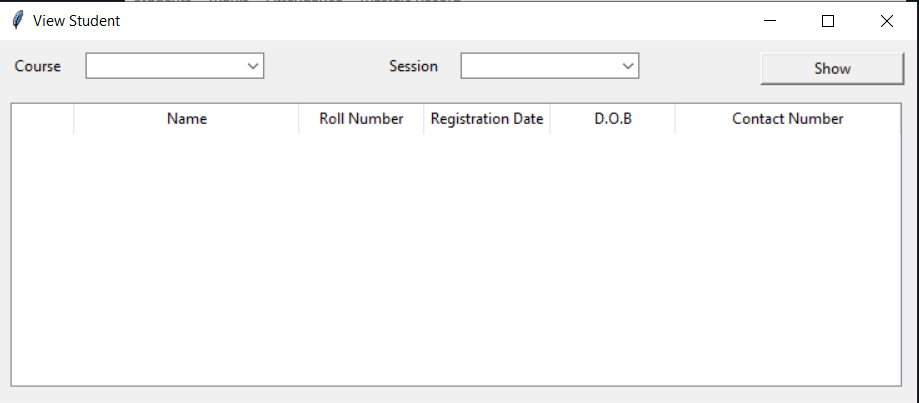 View Student
Course Session Show
Name Roll Number Registration Date D.O.B Contact Number